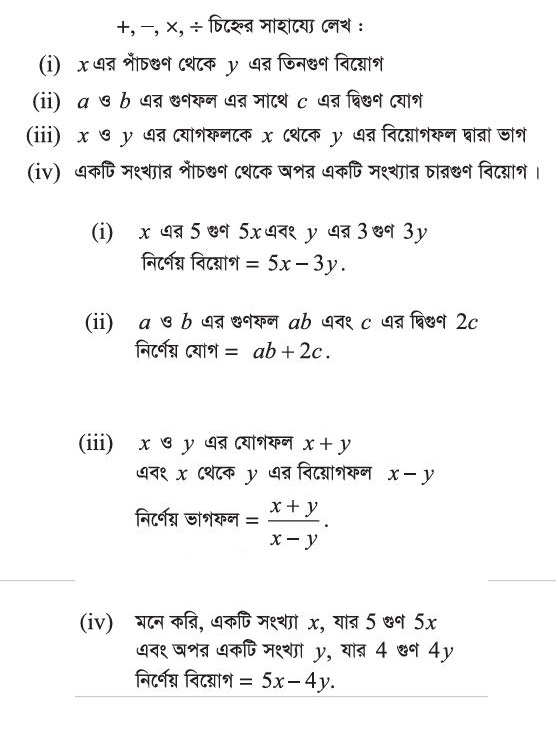 +, −, ×, ÷ চিহ্নের সাহায্যে লেখ :
(i) x এর পাঁচগুণ থেকে y এর তিনগুণ বিয়োগ
(ii) a ও b এর গুণফল এর সাথে c এর দ্বিগুণ যোগ
(iii) x ও y এর যোগফলকে x থেকে y এর বিয়োগফল দ্বারা ভাগ
(iv) একটি সংখ্যার পাঁচগুণ থেকে অপর একটি সংখ্যার চারগুণ বিয়োগ ।
(i) x এর 5 গুণ 5x এবং y এর 3 গুণ 3y
নির্ণেয় বিয়োগ = 5x − 3y .
(ii) a ও b এর গুণফল ab এবং c এর দ্বিগুণ 2c
নির্ণেয় যোগ = ab + 2c .
(iii) x ও y এর যোগফল x + y
এবং x থেকে y এর বিয়োগফল x − y
নির্ণেয় ভাগফল = \frac{x + y}{x − y} .
(iv) মনে করি, একটি সংখ্যা x, যার 5 গুণ 5x
এবং অপর একটি সংখ্যা y, যার 4 গুণ 4y
নির্ণেয় বিয়োগ = 5x − 4y.